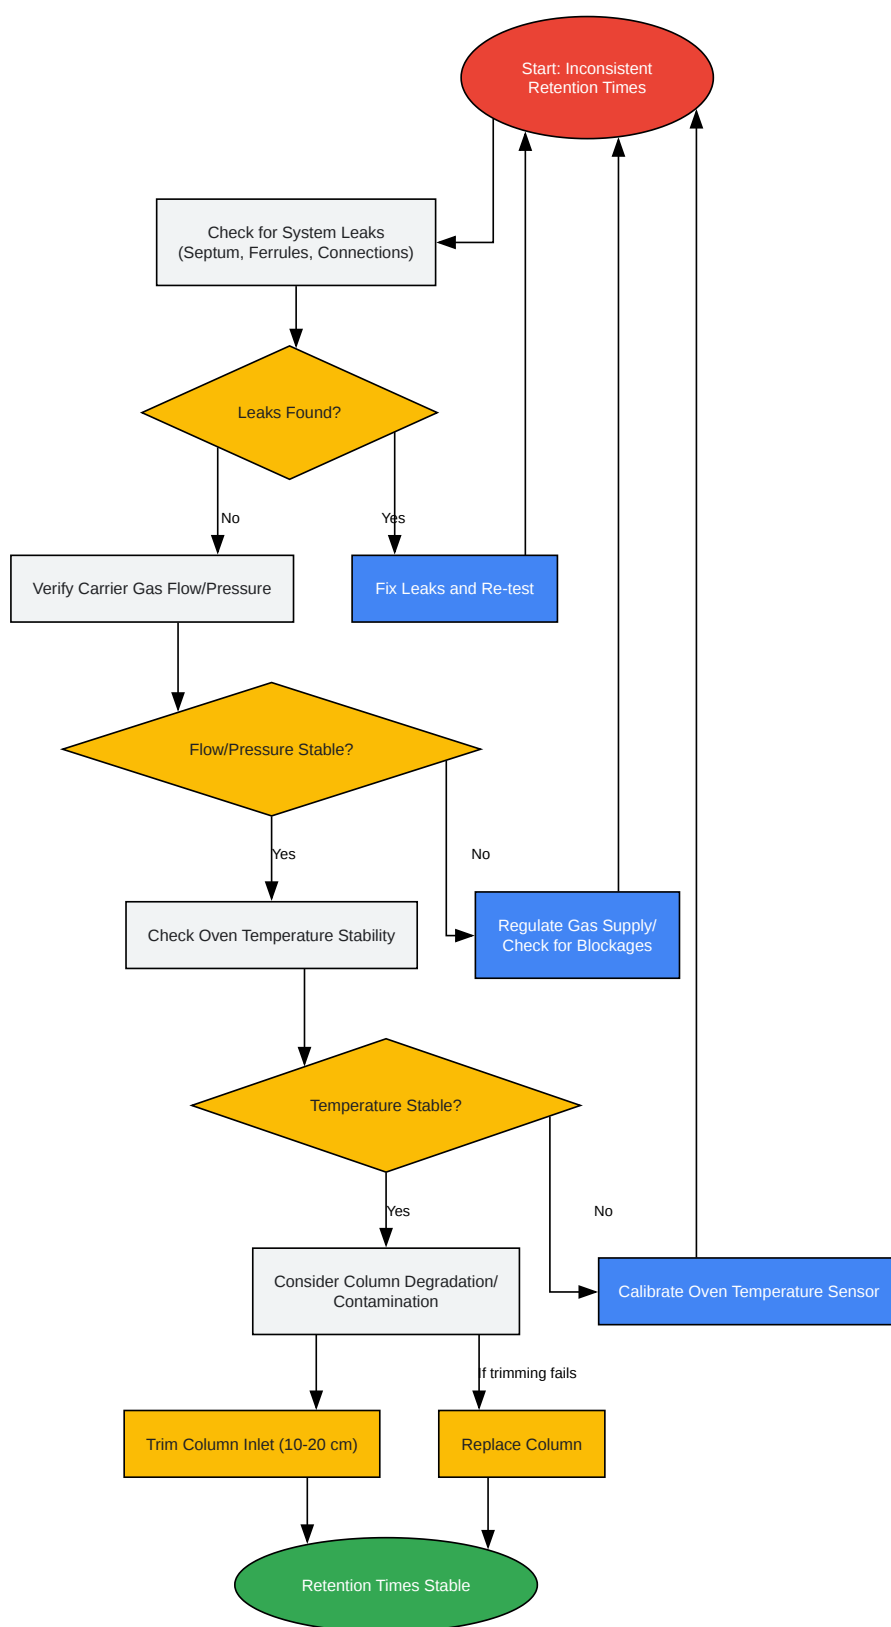 Start: Inconsistent
Retention Times
Check for System Leaks
(Septum, Ferrules, Connections)
Leaks Found?
No
Yes
Verify Carrier Gas Flow/Pressure
Fix Leaks and Re-test
Flow/Pressure Stable?
Yes
No
Check Oven Temperature Stability
Regulate Gas Supply/
Check for Blockages
Temperature Stable?
Yes
No
Consider Column Degradation/
Contamination
Calibrate Oven Temperature Sensor
If trimming fails
Trim Column Inlet (10-20 cm)
Replace Column
Retention Times Stable